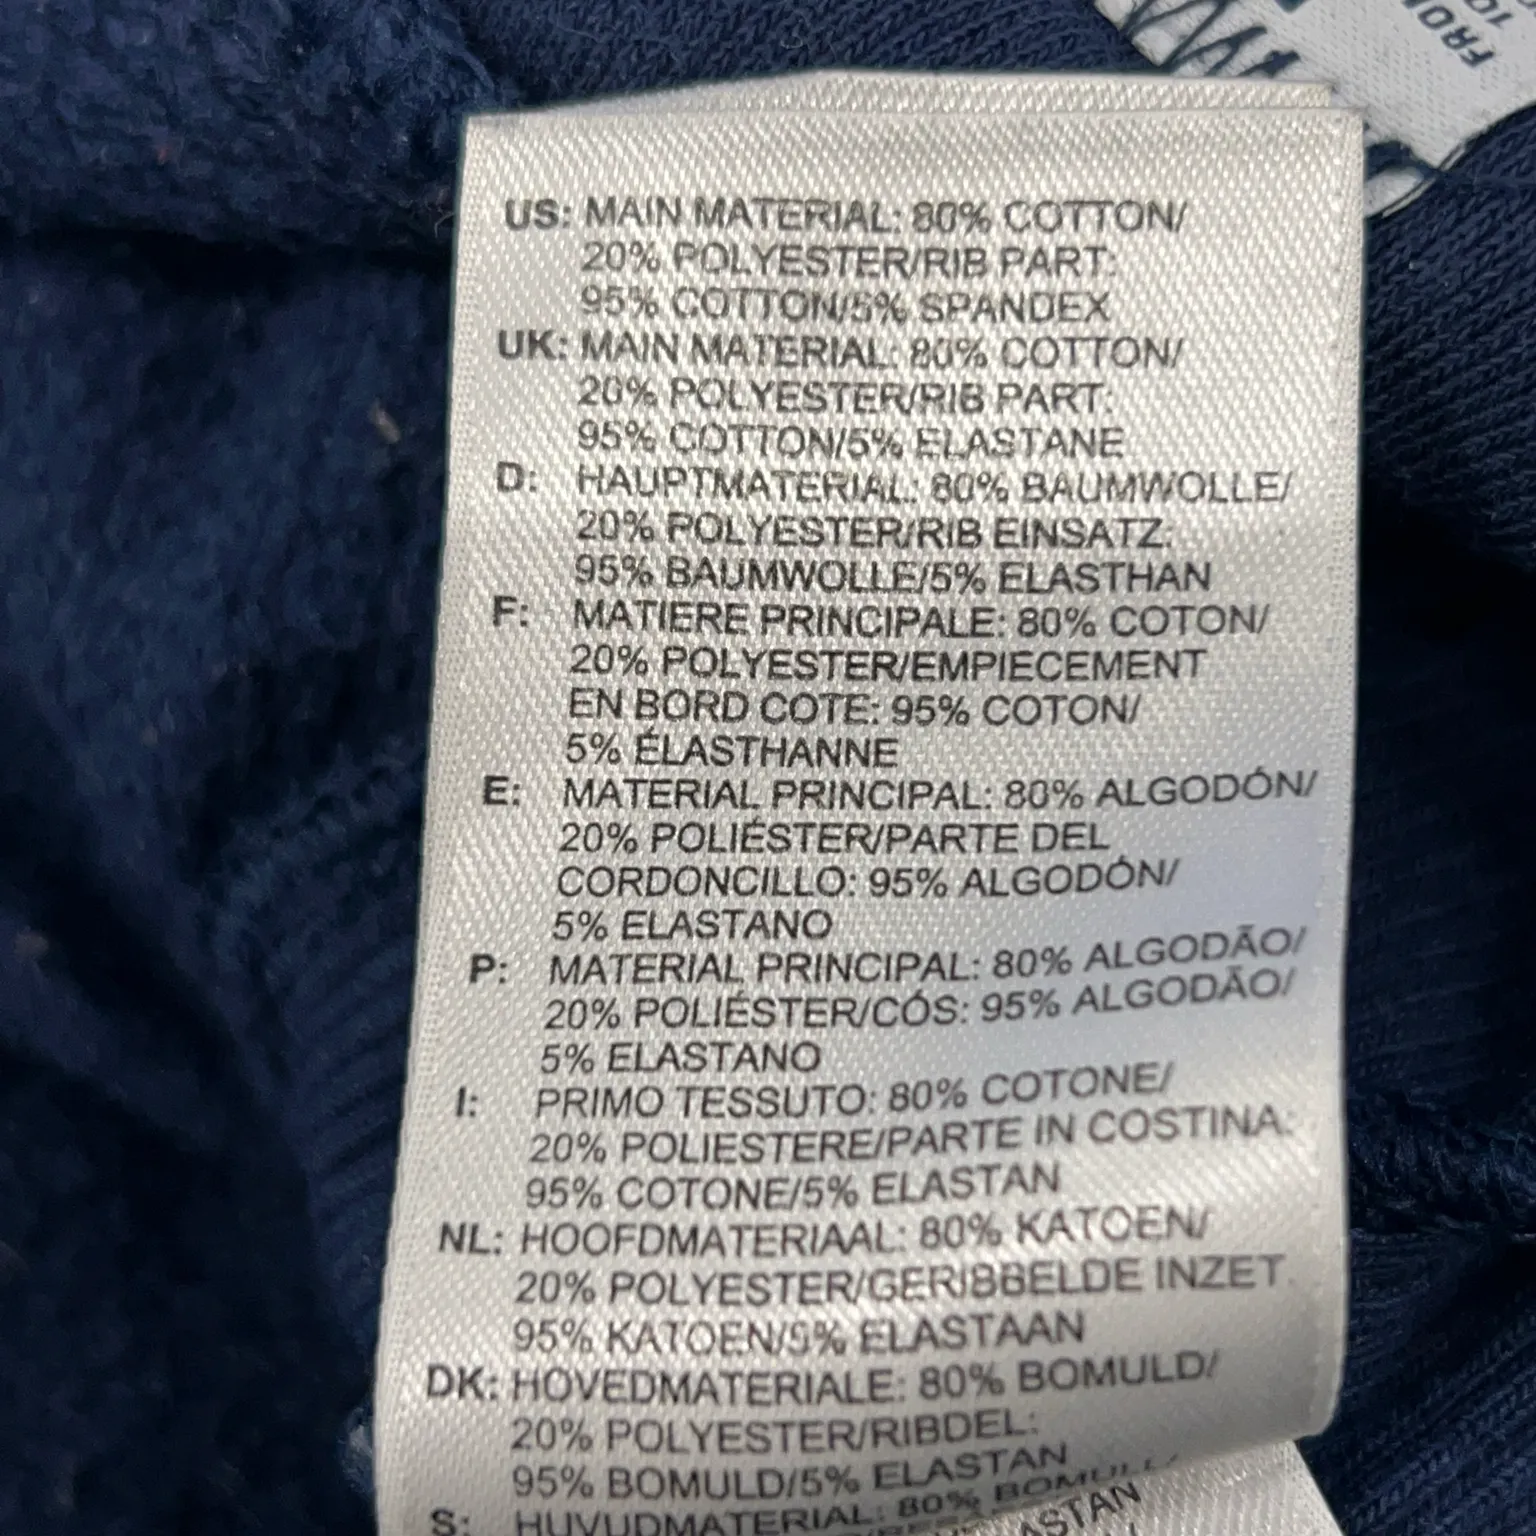 FRO
10
US: MAIN MATERIAL: 80% COTTON/
20% POLYESTER/RIB PART:
95% COTTON/5% SPANDEX
UK: MAIN MATERIAL: 80% COTTON/
20% POLYESTER/RIB PART:
95% COTTON/5% ELASTANE
D: HAUPTMATERIAL: 80% BAUMWOLLE/
20% POLYESTER/RIB EINSATZ:
95% BAUMWOLLE/5% ELASTHAN
F: MATIERE PRINCIPALE: 80% COTON/
20% POLYESTER/EMPIECEMENT
EN BORD COTE: 95% COTON/
5% ÉLASTHANNE
E: MATERIAL PRINCIPAL: 80% ALGODÓN/
20% POLIÉSTER/PARTE DEL
CORDONCILLO: 95% ALGODÓN/
5% ELASTANO
P: MATERIAL PRINCIPAL: 80% ALGODÃO/
20% POLIÉSTER/CÓS: 95% ALGODÃO/
5% ELASTANO
I: PRIMO TESSUTO: 80% COTONE/
20% POLIESTERE/PARTE IN COSTINA:
95% COTONE/5% ELASTAN
NL: HOOFDMATERIAAL: 80% KATOEN/
20% POLYESTER/GERIBBELDE INZET
95% KATOEN/5% ELASTAAN
DK: HOVEDMATERIALE: 80% BOMULD/
20% POLYESTER/RIBDEL:
95% BOMULD/5% ELASTAN
S: HUVUDMATERIAL: 80% BOMULL/